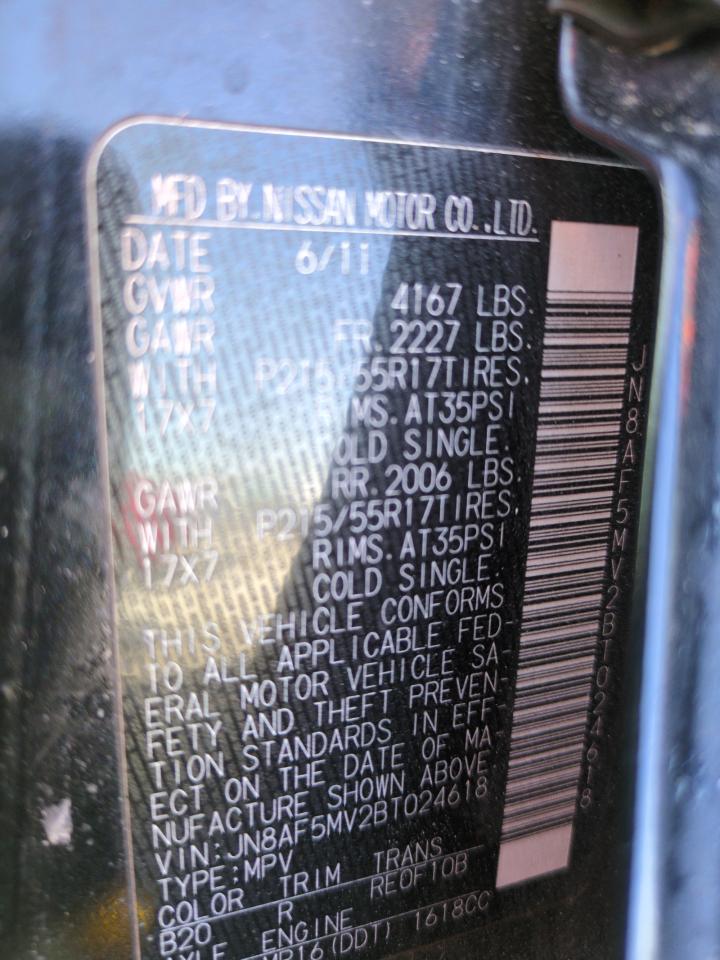 MFD BY NISSAN MOTOR CO.,LTD.
DATE 6/11
GVWR 4167 LBS.
GAWR FR.2227 LBS.
WITH P215/55R17TIRES.
17X7 RIMS.AT35PSI
COLD SINGLE.
GAWR RR.2006 LBS.
WITH P215/55R17TIRES.
17X7 RIMS.AT35PSI
COLD SINGLE.
THIS VEHICLE CONFORMS
TO ALL APPLICABLE FED-
ERAL MOTOR VEHICLE SA-
FETY AND THEFT PREVEN-
TION STANDARDS IN EFF-
ECT ON THE DATE OF MA-
NUFACTURE SHOWN ABOVE
VIN:JN8AF5MV2BT024618
TYPE:MPV
COLOR TRIM TRANS
B20 R RE0F10B
AXLE ENGINE
MR16(DDT) 1618CC
JN8AF5MV2BT024618